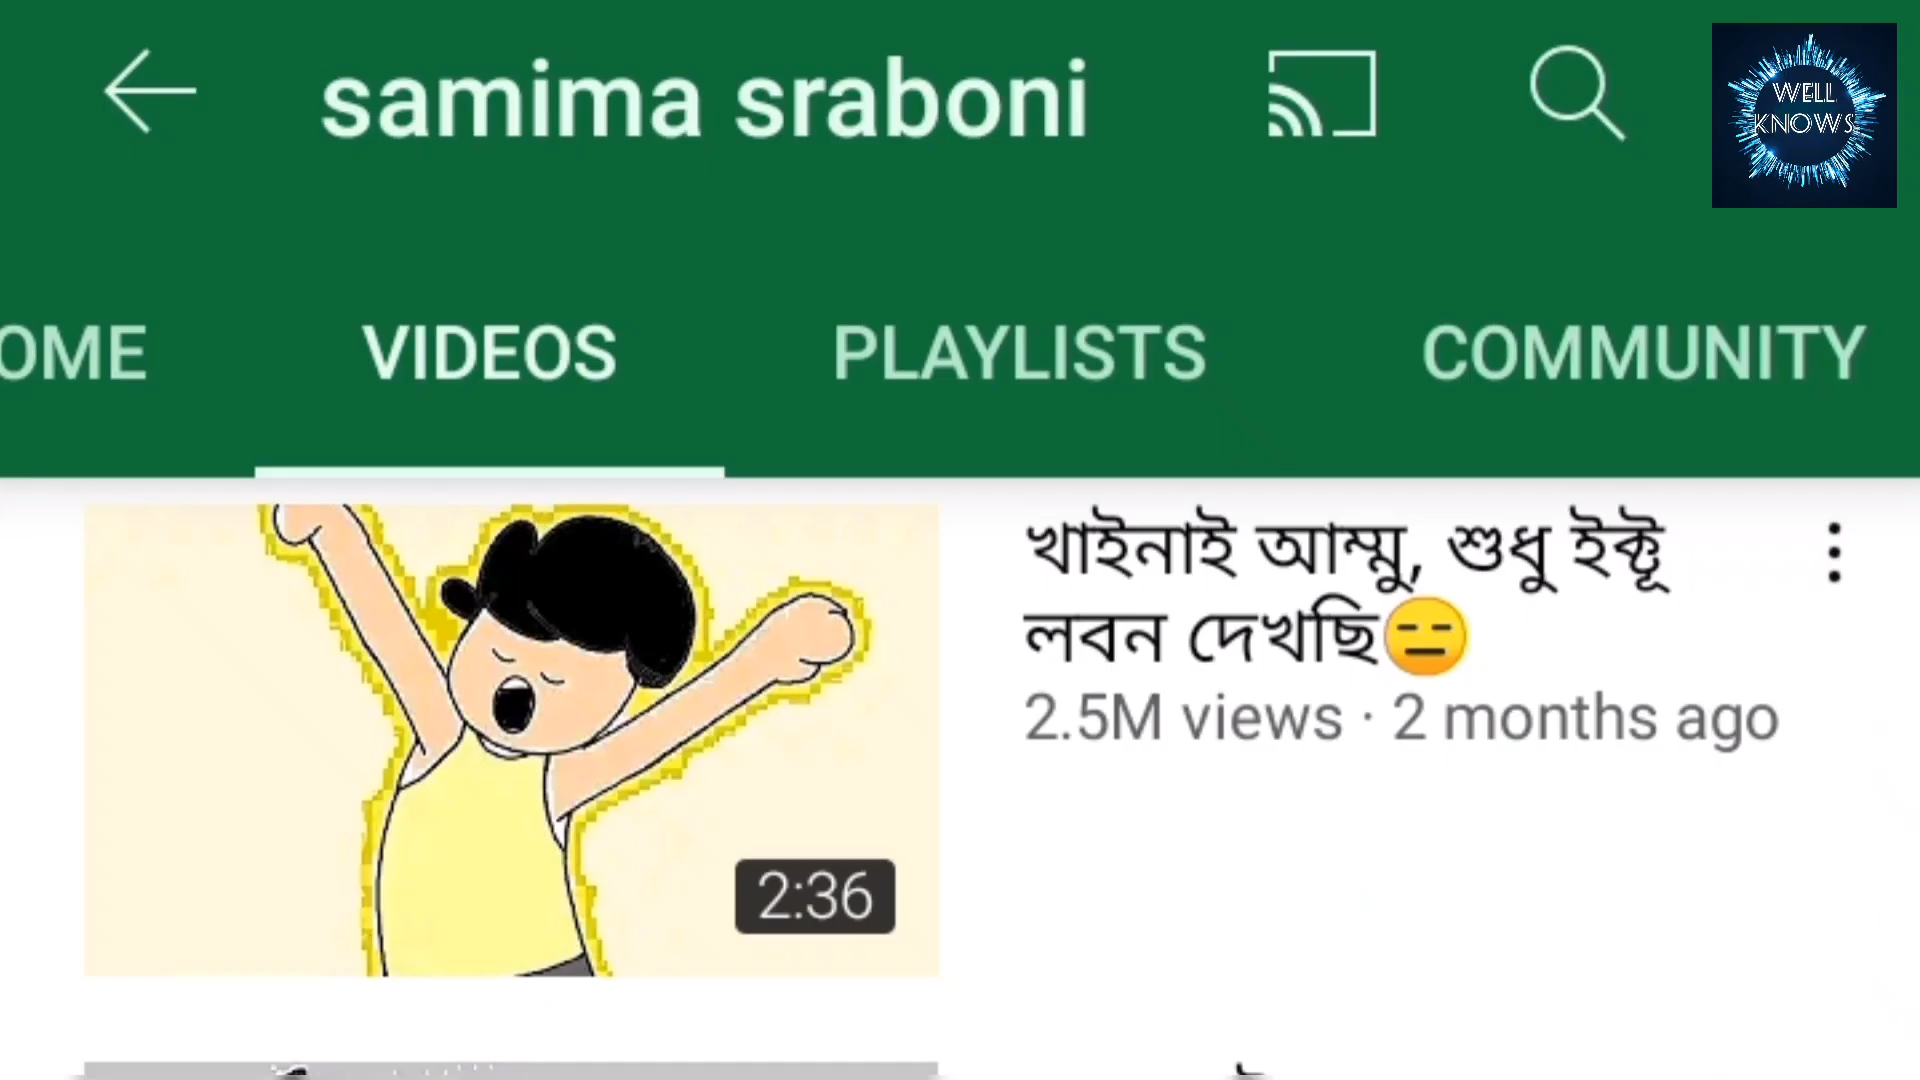 samima sraboni
WELL
KNOWS
OME
VIDEOS
PLAYLISTS
COMMUNITY
খাইনাই আম্মু, শুধু ইক্টূ
লবন দেখছি😑
2.5M views · 2 months ago
2:36